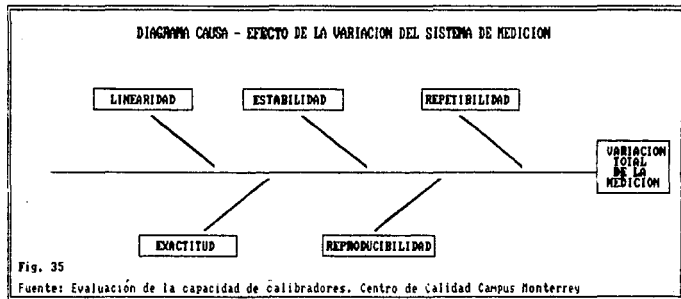 DIAGRAMA CAUSA - EFECTO DE LA VARIACION DEL SISTEMA DE MEDICION
LINEARIDAD
ESTABILIDAD
REPETIBILIDAD
VARIACION
TOTAL
DE LA
MEDICION
EXACTITUD
REPRODUCIBILIDAD
Fig. 35
Fuente: Evaluación de la capacidad de calibradores. Centro de Calidad Campus Monterrey